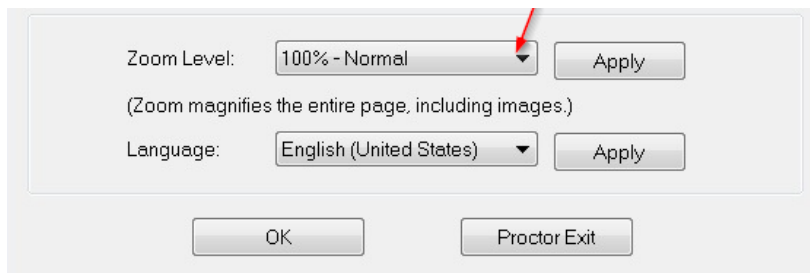 Zoom Level: 100% - Normal Apply
(Zoom magnifies the entire page, including images.)
Language: English (United States) Apply
OK Proctor Exit